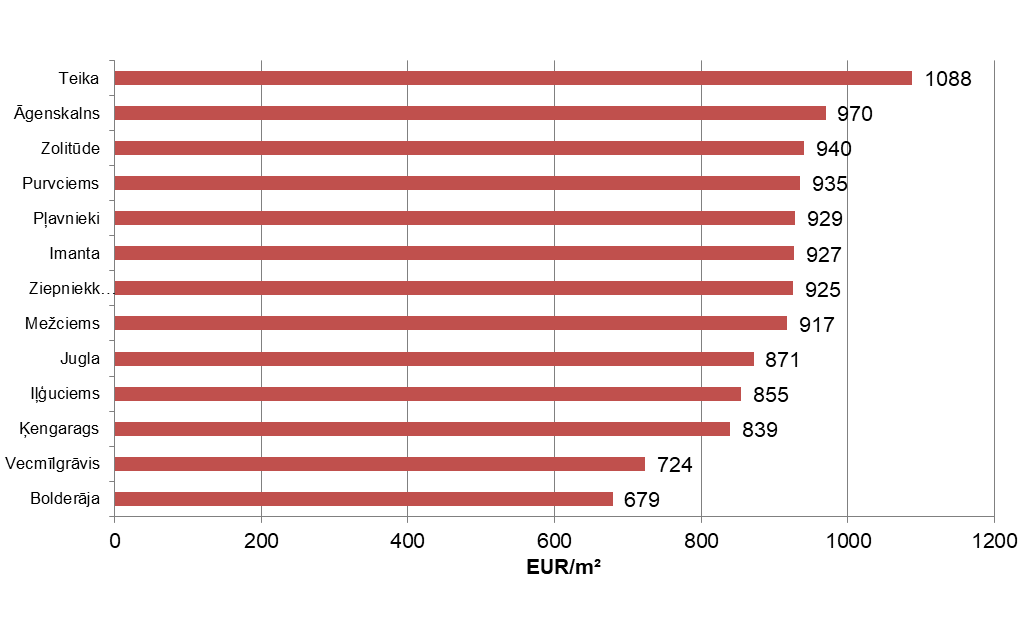 Teika 1088
Āgenskalns 970
Zolitūde 940
Purvciems 935
Pļavnieki 929
Imanta 927
Ziepniekk... 925
Mežciems 917
Jugla 871
Iļģuciems 855
Ķengarags 839
Vecmīlgrāvis 724
Bolderāja 679
0 200 400 600 800 1000 1200
EUR/m²